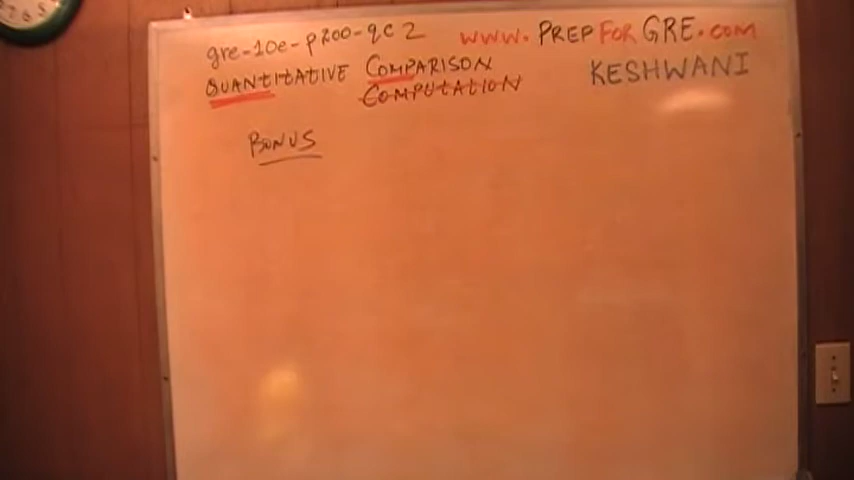 gre-10e-p200-qc2 www.PREPFORGRE.com
QUANTITATIVE COMPARISON KESHWANI
COMPUTATION
BONUS